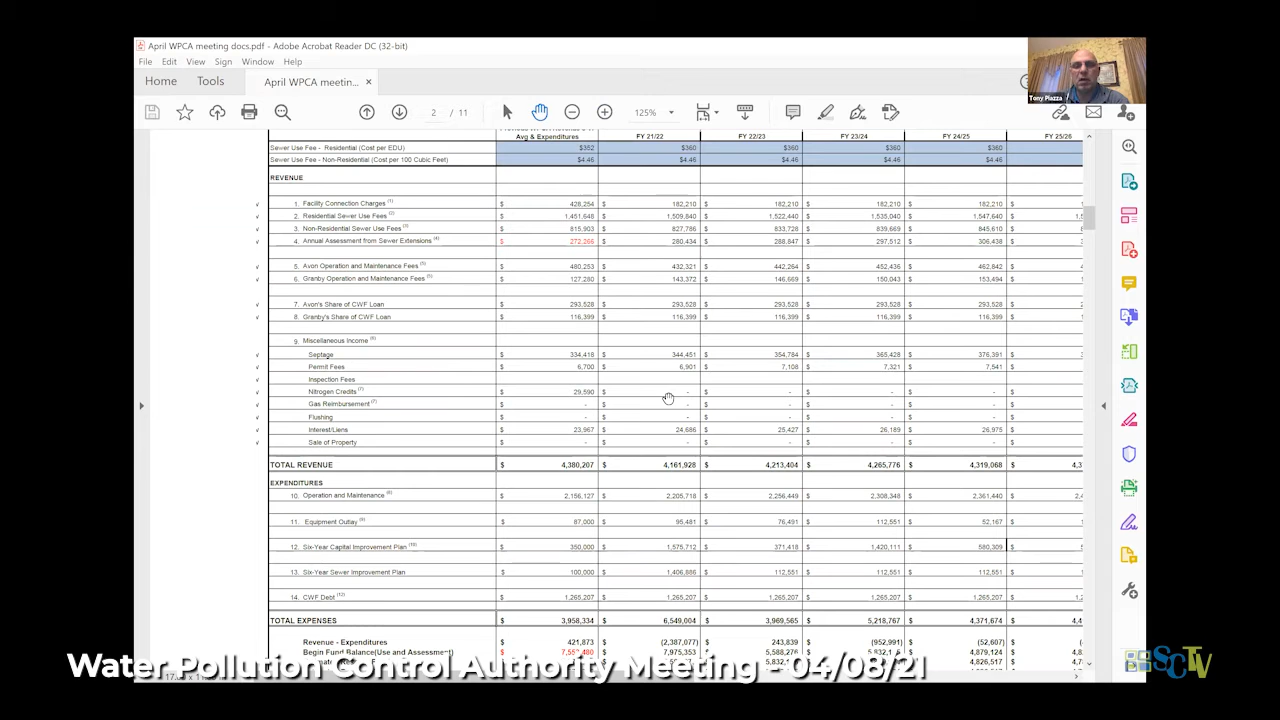 April WPCA meeting docs.pdf - Adobe Acrobat Reader DC (32-bit)
File Edit View Sign Window Help
Home Tools April WPCA meetin... ×
2 / 11 125%
Tony Piazza
Avg & Expenditures FY 21/22 FY 22/23 FY 23/24 FY 24/25 FY 25/26
Sewer Use Fee - Residential (Cost per EDU) $352 $360 $360 $360 $360
Sewer Use Fee - Non-Residential (Cost per 100 Cubic Feet) $4.46 $4.46 $4.46 $4.46 $4.46
REVENUE
√ 1. Facility Connection Charges (1) $ 428,254 $ 182,210 $ 182,210 $ 182,210 $ 182,210 $
√ 2. Residential Sewer Use Fees (2) $ 1,451,648 $ 1,509,840 $ 1,522,440 $ 1,535,040 $ 1,547,640 $
√ 3. Non-Residential Sewer Use Fees (3) $ 815,903 $ 827,786 $ 833,728 $ 839,669 $ 845,610 $
√ 4. Annual Assessment from Sewer Extensions (4) $ 272,266 $ 280,434 $ 288,847 $ 297,512 $ 306,438 $
√ 5. Avon Operation and Maintenance Fees (5) $ 480,253 $ 432,321 $ 442,264 $ 452,436 $ 462,842 $
√ 6. Granby Operation and Maintenance Fees (5) $ 127,280 $ 143,372 $ 146,669 $ 150,043 $ 153,494 $
√ 7. Avon's Share of CWF Loan $ 293,528 $ 293,528 $ 293,528 $ 293,528 $ 293,528 $
√ 8. Granby's Share of CWF Loan $ 116,399 $ 116,399 $ 116,399 $ 116,399 $ 116,399 $
9. Miscellaneous Income (6)
√ Septage $ 334,418 $ 344,451 $ 354,784 $ 365,428 $ 376,391 $
√ Permit Fees $ 6,700 $ 6,901 $ 7,108 $ 7,321 $ 7,541 $
√ Inspection Fees
√ Nitrogen Credits (7) $ 29,590 $ - $ - $ - $ - $
√ Gas Reimbursement (7) $ - $ - $ - $ - $ - $
√ Flushing $ - $ - $ - $ - $ - $
√ Interest/Liens $ 23,967 $ 24,686 $ 25,427 $ 26,189 $ 26,975 $
√ Sale of Property $ - $ - $ - $ - $ - $
TOTAL REVENUE $ 4,380,207 $ 4,161,928 $ 4,213,404 $ 4,265,776 $ 4,319,068 $
EXPENDITURES
10. Operation and Maintenance (8) $ 2,156,127 $ 2,205,718 $ 2,256,449 $ 2,308,348 $ 2,361,440 $
11. Equipment Outlay (9) $ 87,000 $ 95,481 $ 76,491 $ 112,551 $ 52,167 $
12. Six-Year Capital Improvement Plan (10) $ 350,000 $ 1,575,712 $ 371,418 $ 1,420,111 $ 580,309 $
13. Six-Year Sewer Improvement Plan $ 100,000 $ 1,406,886 $ 112,551 $ 112,551 $ 112,551 $
14. CWF Debt (12) $ 1,265,207 $ 1,265,207 $ 1,265,207 $ 1,265,207 $ 1,265,207 $
TOTAL EXPENSES $ 3,958,334 $ 6,549,004 $ 3,969,565 $ 5,218,767 $ 4,371,674 $
Revenue - Expenditures $ 421,873 $ (2,387,077) $ 243,839 $ (952,991) $ (52,607) $
Begin Fund Balance(Use and Assessment) 7,975,353 $ 5,588,276 $ 4,879,124 $
4,826,517
Water Pollution Control Authority Meeting - 04/08/21
SCTV